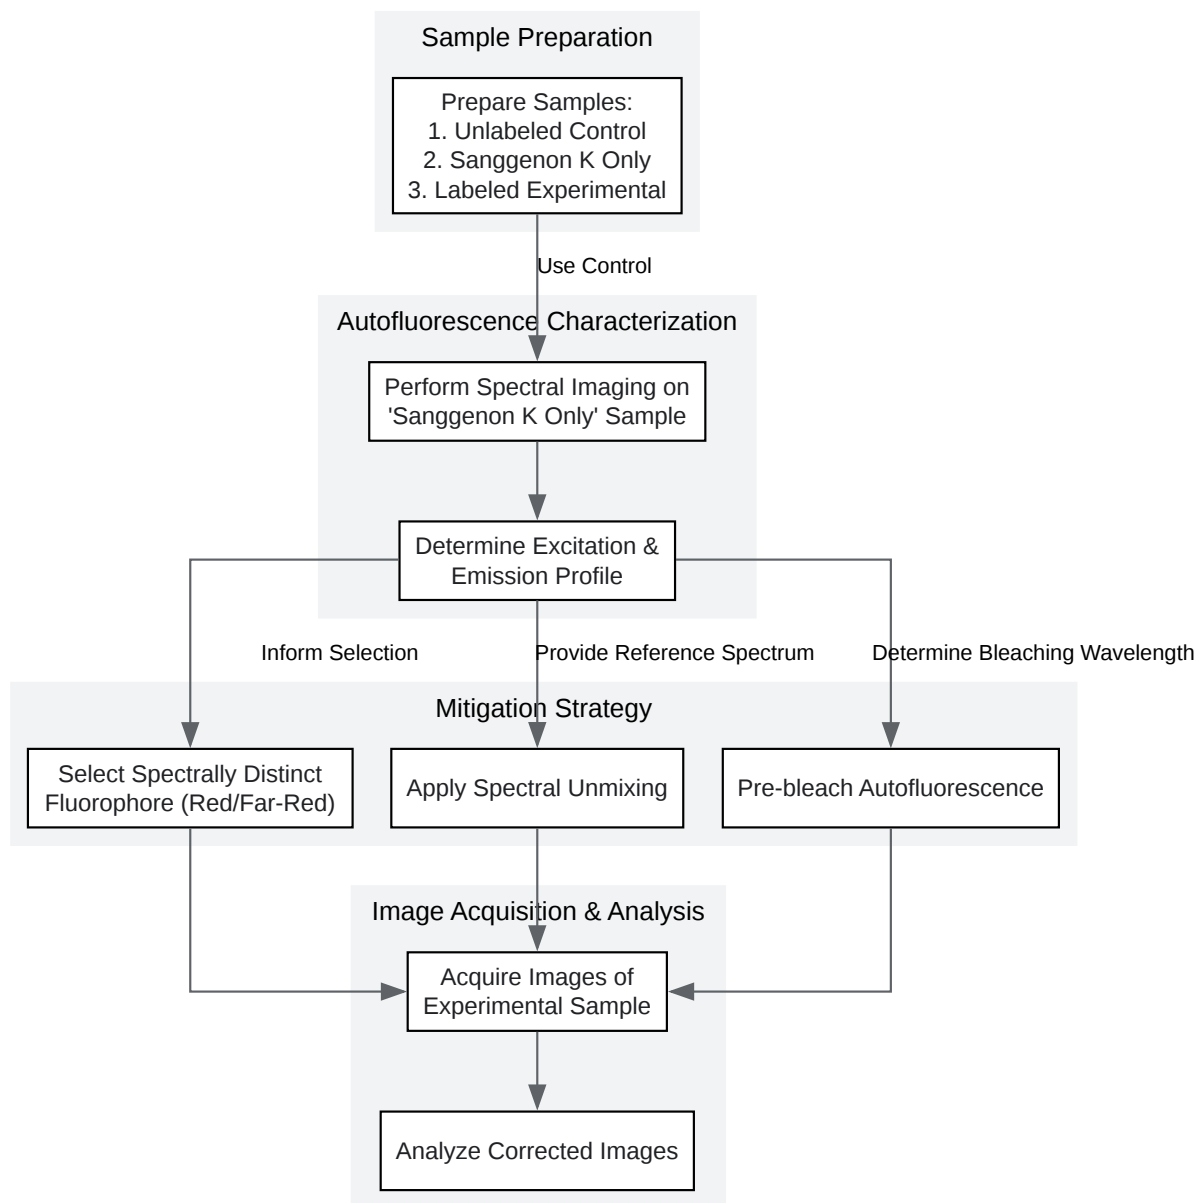 Sample Preparation
Prepare Samples:
1. Unlabeled Control
2. Sanggenon K Only
3. Labeled Experimental
Use Control
Autofluorescence Characterization
Perform Spectral Imaging on
'Sanggenon K Only' Sample
Determine Excitation &
Emission Profile
Inform Selection
Provide Reference Spectrum
Determine Bleaching Wavelength
Mitigation Strategy
Select Spectrally Distinct
Fluorophore (Red/Far-Red)
Apply Spectral Unmixing
Pre-bleach Autofluorescence
Image Acquisition & Analysis
Acquire Images of
Experimental Sample
Analyze Corrected Images